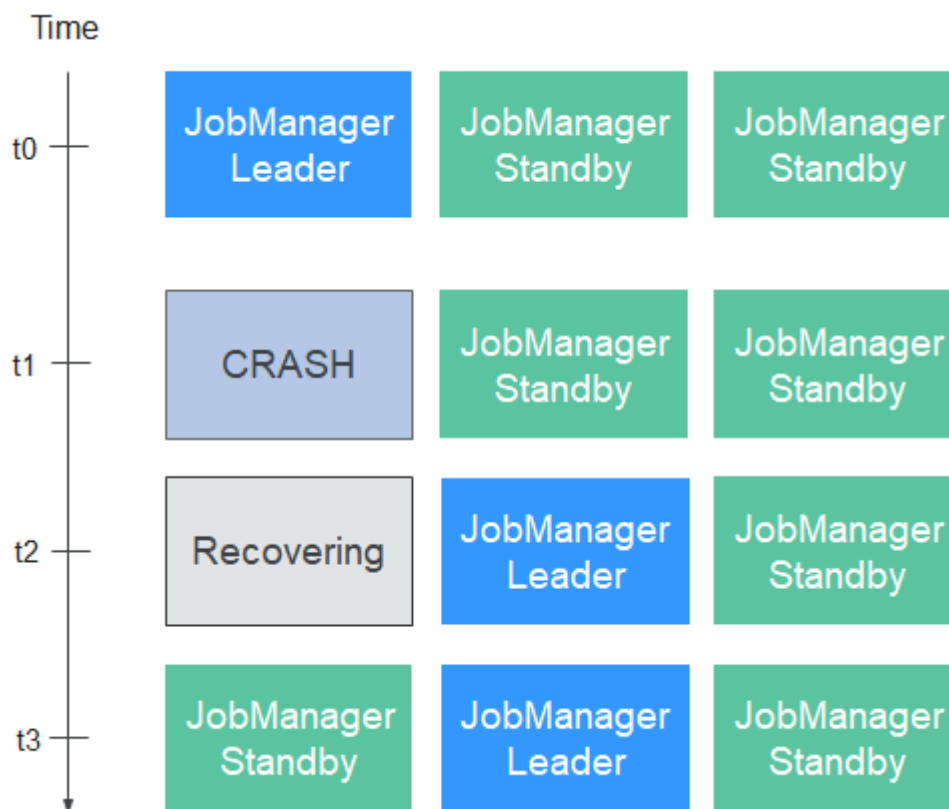 Time
t0
JobManager
Leader
JobManager
Standby
JobManager
Standby
t1
CRASH
JobManager
Standby
JobManager
Standby
t2
Recovering
JobManager
Leader
JobManager
Standby
t3
JobManager
Standby
JobManager
Leader
JobManager
Standby